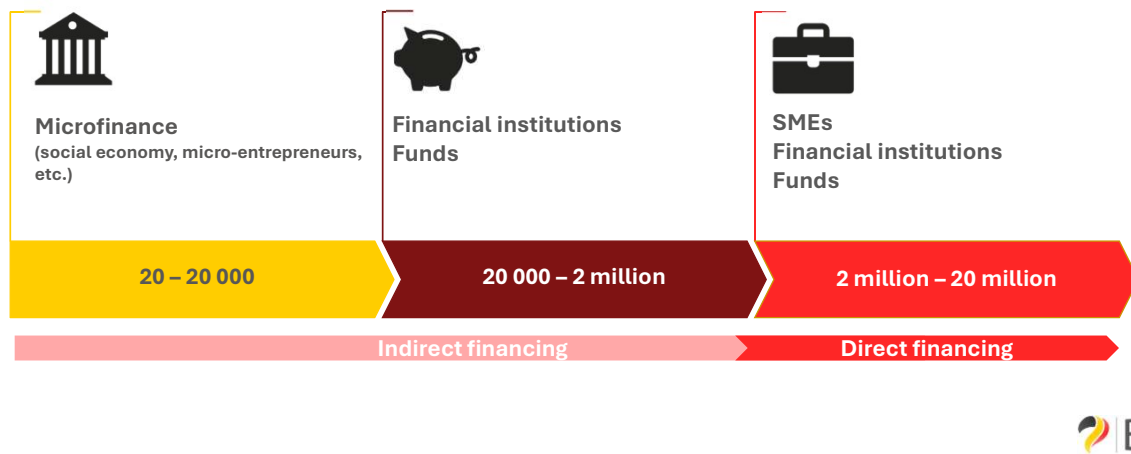 Microfinance
(social economy, micro-entrepreneurs,
etc.)
Financial institutions
Funds
SMEs
Financial institutions
Funds
20 – 20 000
20 000 – 2 million
2 million – 20 million
Indirect financing
Direct financing